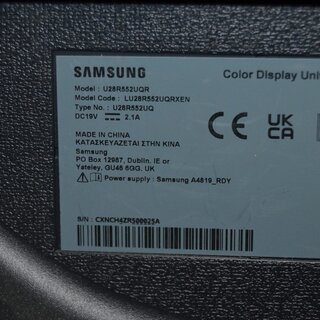 SAMSUNG
Color Display Unit
Model : U28R552UQR
Model Code : LU28R552UQRXEN
Type No. : U28R552UQ
DC19V ⎓ 2.1A
CE UK CA
MADE IN CHINA
ΚΑΤΑΣΚΕΥΑΖΕΤΑΙ ΣΤΗΝ ΚΙΝΑ
Samsung
PO Box 12987, Dublin. IE or
Yateley, GU46 6GG. UK
Power supply : Samsung A4819_RDY
S/N : CXNCH4ZR500025A